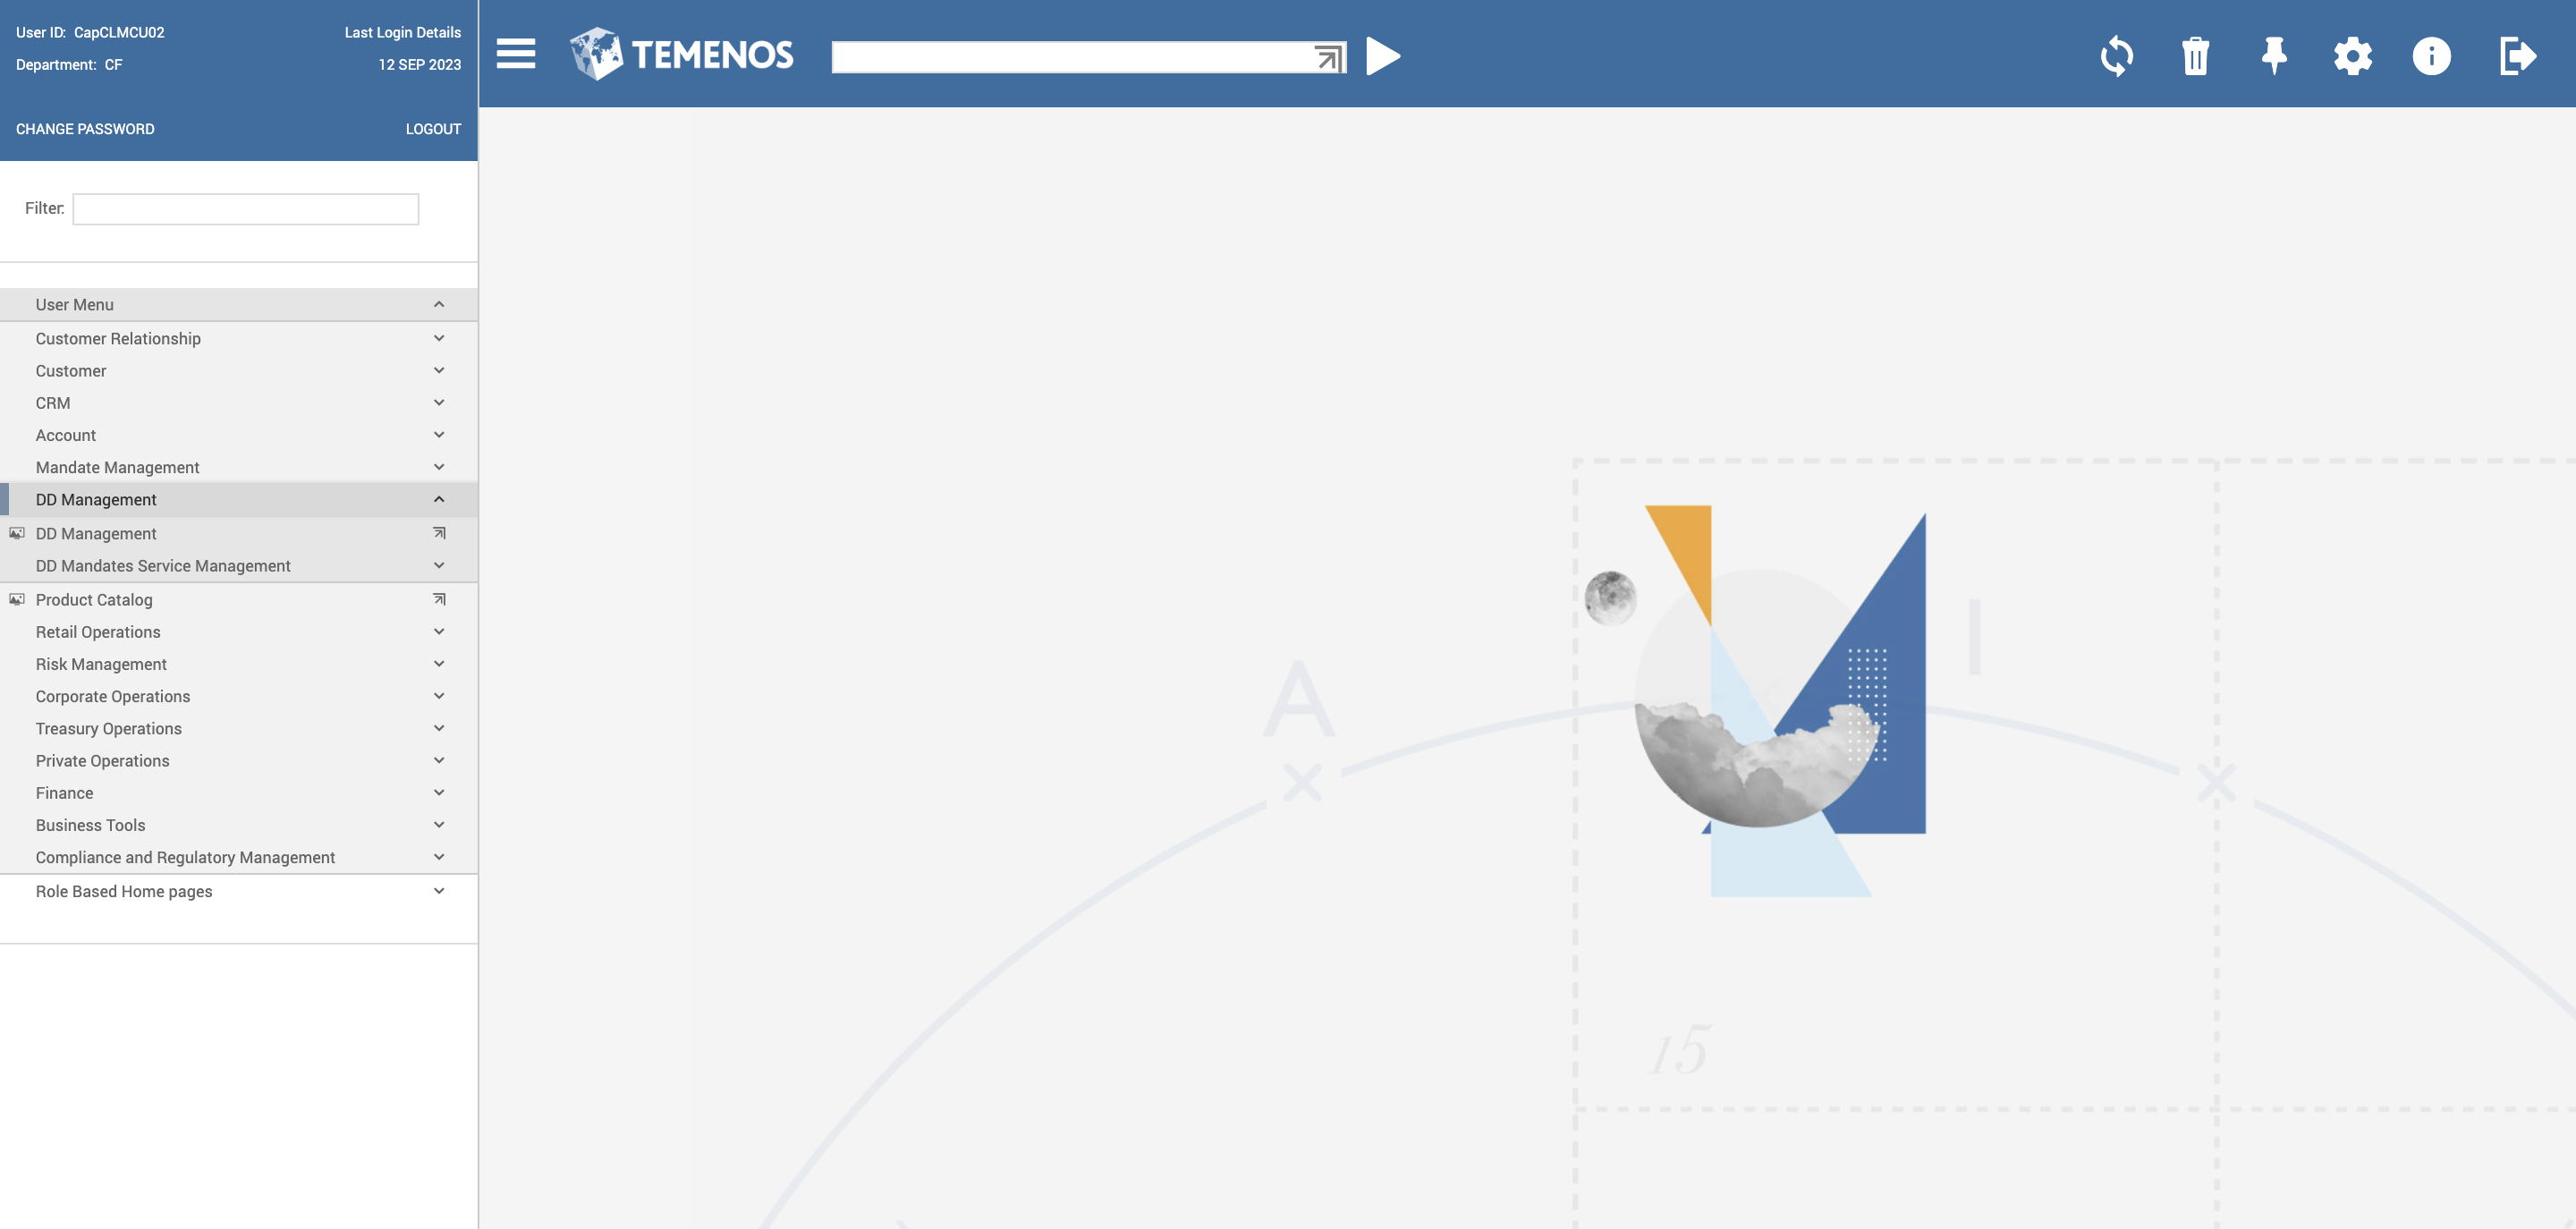 User ID: CapCLMCU02
Last Login Details
Department: CF
12 SEP 2023
CHANGE PASSWORD
LOGOUT
TEMENOS
Filter:
User Menu
Customer Relationship
Customer
CRM
Account
Mandate Management
DD Management
DD Management
DD Mandates Service Management
Product Catalog
Retail Operations
Risk Management
Corporate Operations
Treasury Operations
Private Operations
Finance
Business Tools
Compliance and Regulatory Management
Role Based Home pages
A
I
15